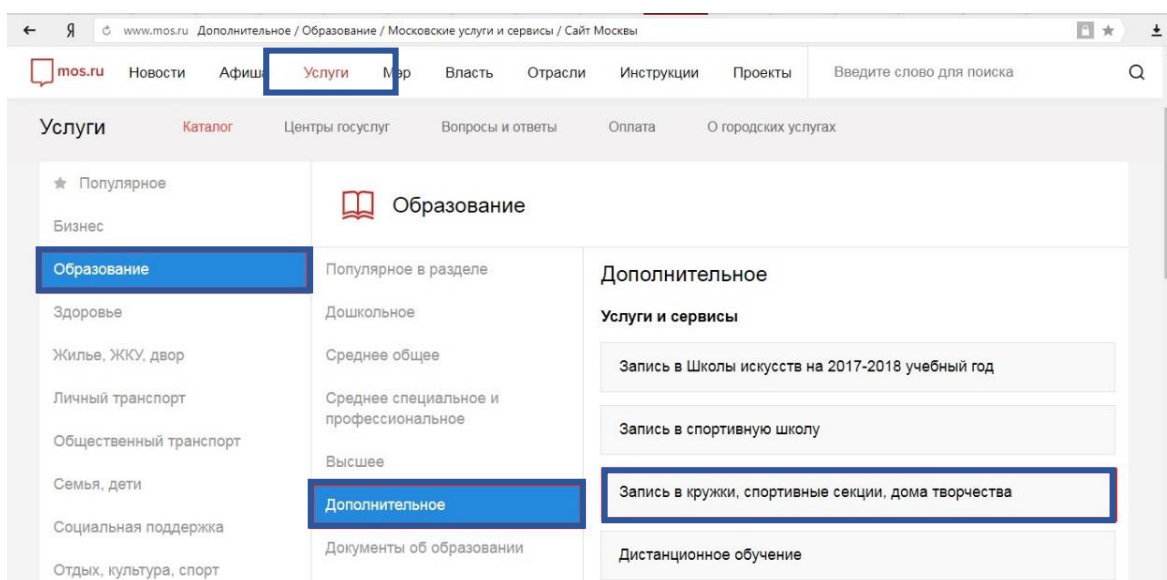 www.mos.ru Дополнительное / Образование / Московские услуги и сервисы / Сайт Москвы
mos.ru Новости Афиша Услуги Мэр Власть Отрасли Инструкции Проекты Введите слово для поиска
Услуги Каталог Центры госуслуг Вопросы и ответы Оплата О городских услугах
Популярное
Бизнес
Образование
Здоровье
Жилье, ЖКУ, двор
Личный транспорт
Общественный транспорт
Семья, дети
Социальная поддержка
Отдых, культура, спорт
Образование
Популярное в разделе
Дошкольное
Среднее общее
Среднее специальное и
профессиональное
Высшее
Дополнительное
Документы об образовании
Дополнительное
Услуги и сервисы
Запись в Школы искусств на 2017-2018 учебный год
Запись в спортивную школу
Запись в кружки, спортивные секции, дома творчества
Дистанционное обучение